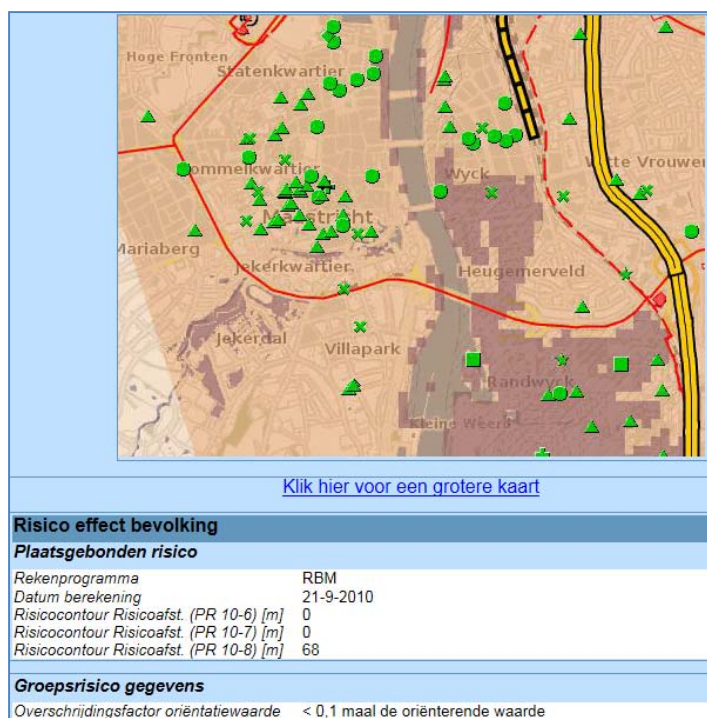 Hoge Fronten
Statenkwartier
ommelkwartier
Wyck
tte Vrouwer
Maastricht
Mariaberg
Jekerkwartier
Heugemerveld
Jekerdal
Villapark
Randwyck
Kleine Weerd
Klik hier voor een grotere kaart
Risico effect bevolking
Plaatsgebonden risico
Rekenprogramma RBM
Datum berekening 21-9-2010
Risicocontour Risicoafst. (PR 10-6) [m] 0
Risicocontour Risicoafst. (PR 10-7) [m] 0
Risicocontour Risicoafst. (PR 10-8) [m] 68
Groepsrisico gegevens
Overschrijdingsfactor oriëntatiewaarde < 0,1 maal de oriënterende waarde